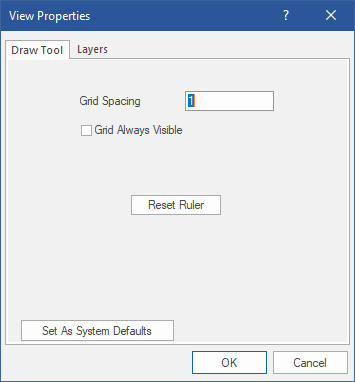 View Properties ?
Draw Tool Layers
Grid Spacing 1
Grid Always Visible
Reset Ruler
Set As System Defaults
OK Cancel